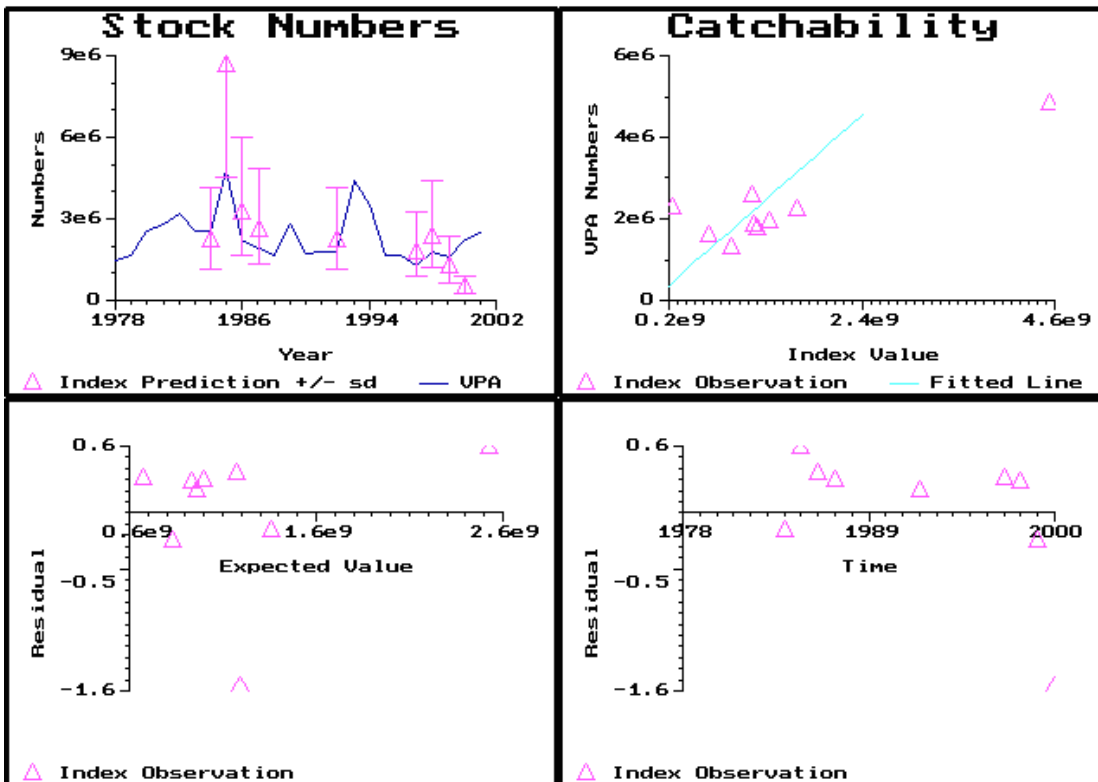 Stock Numbers
9e6
6e6
3e6
0
Numbers
1978 1986 1994 2002
Year
Index Prediction +/- sd VPA
Catchability
6e6
4e6
2e6
0
VPA Numbers
0.2e9 2.4e9 4.6e9
Index Value
Index Observation Fitted Line
0.6
0.6e9 1.6e9 2.6e9
Expected Value
-0.5
-1.6
Residual
Index Observation
0.6
1978 1989 2000
Time
-0.5
-1.6
Residual
Index Observation